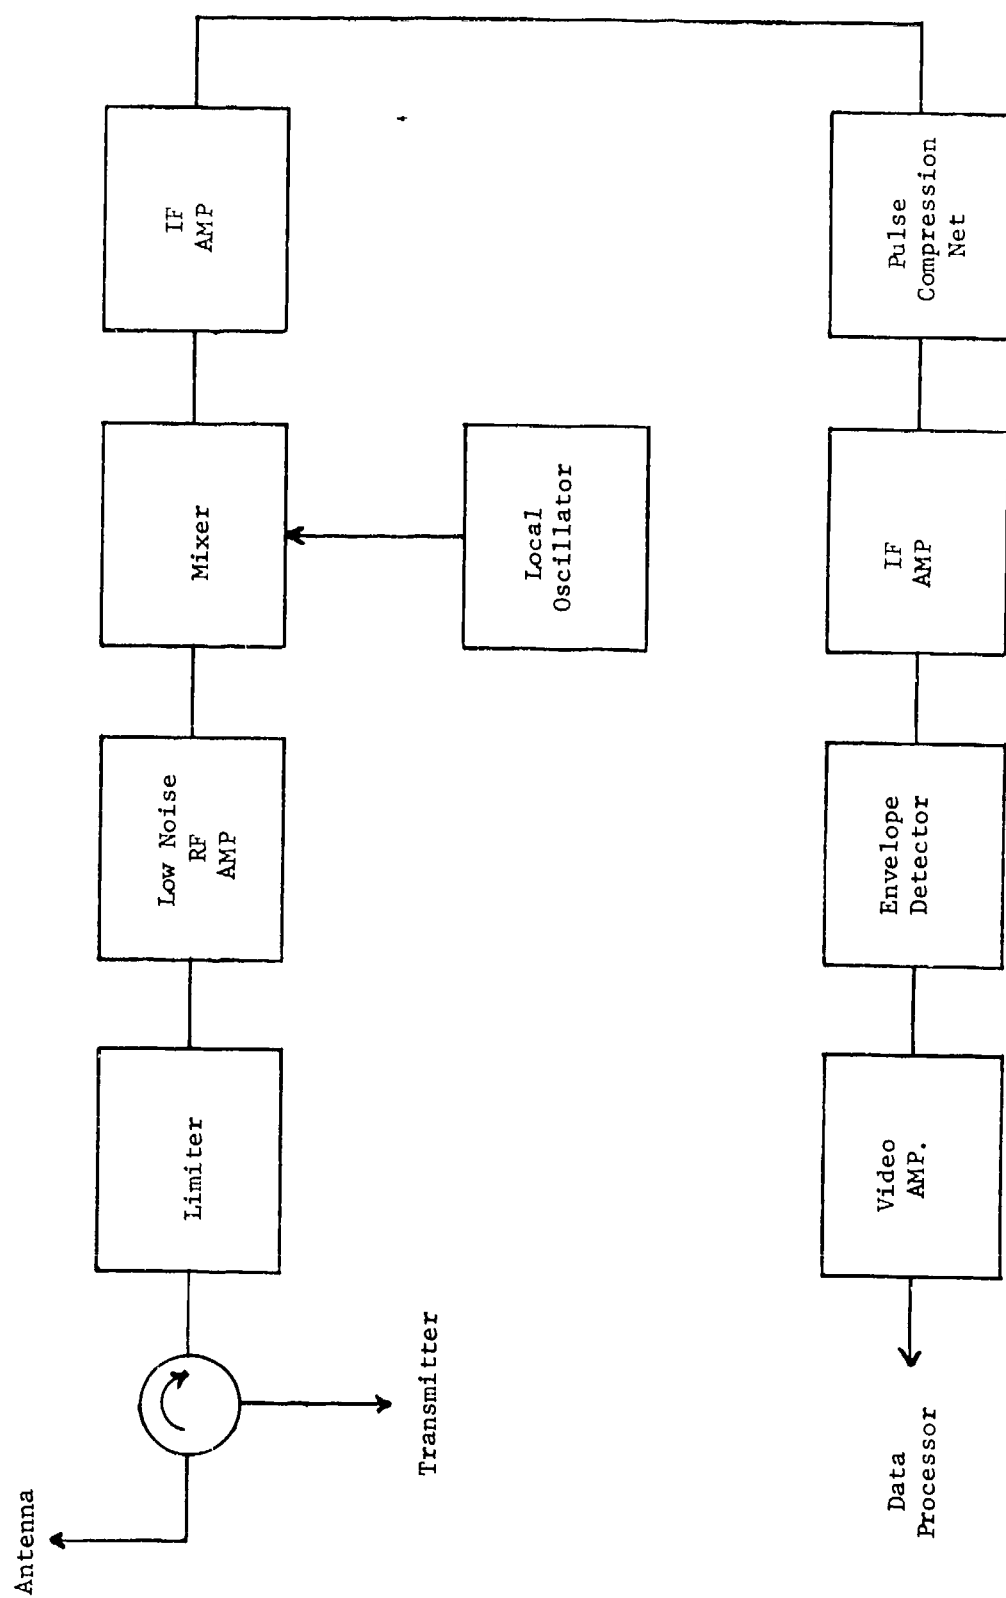 Antenna
Transmitter
Limiter
Low Noise
RF
AMP
Mixer
IF
AMP
Local
Oscillator
Pulse
Compression
Net
IF
AMP
Envelope
Detector
Video
AMP.
Data
Processor